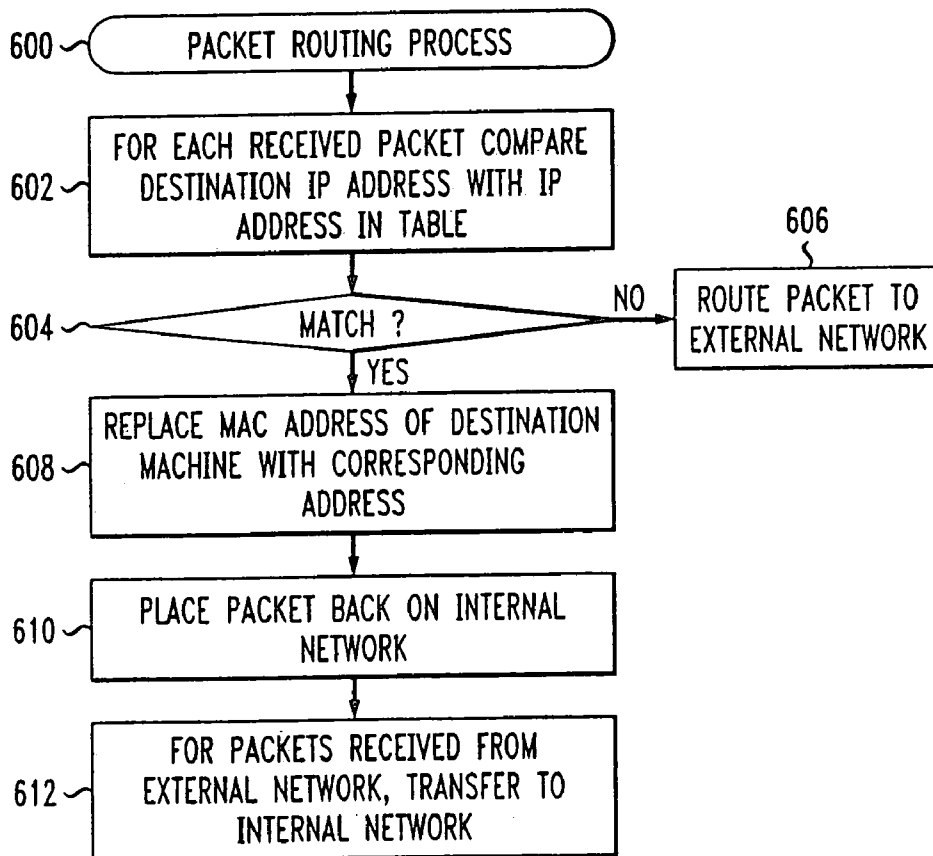 600
PACKET ROUTING PROCESS
602
FOR EACH RECEIVED PACKET COMPARE
DESTINATION IP ADDRESS WITH IP
ADDRESS IN TABLE
604
MATCH ?
NO
606
ROUTE PACKET TO
EXTERNAL NETWORK
YES
608
REPLACE MAC ADDRESS OF DESTINATION
MACHINE WITH CORRESPONDING
ADDRESS
610
PLACE PACKET BACK ON INTERNAL
NETWORK
612
FOR PACKETS RECEIVED FROM
EXTERNAL NETWORK, TRANSFER TO
INTERNAL NETWORK